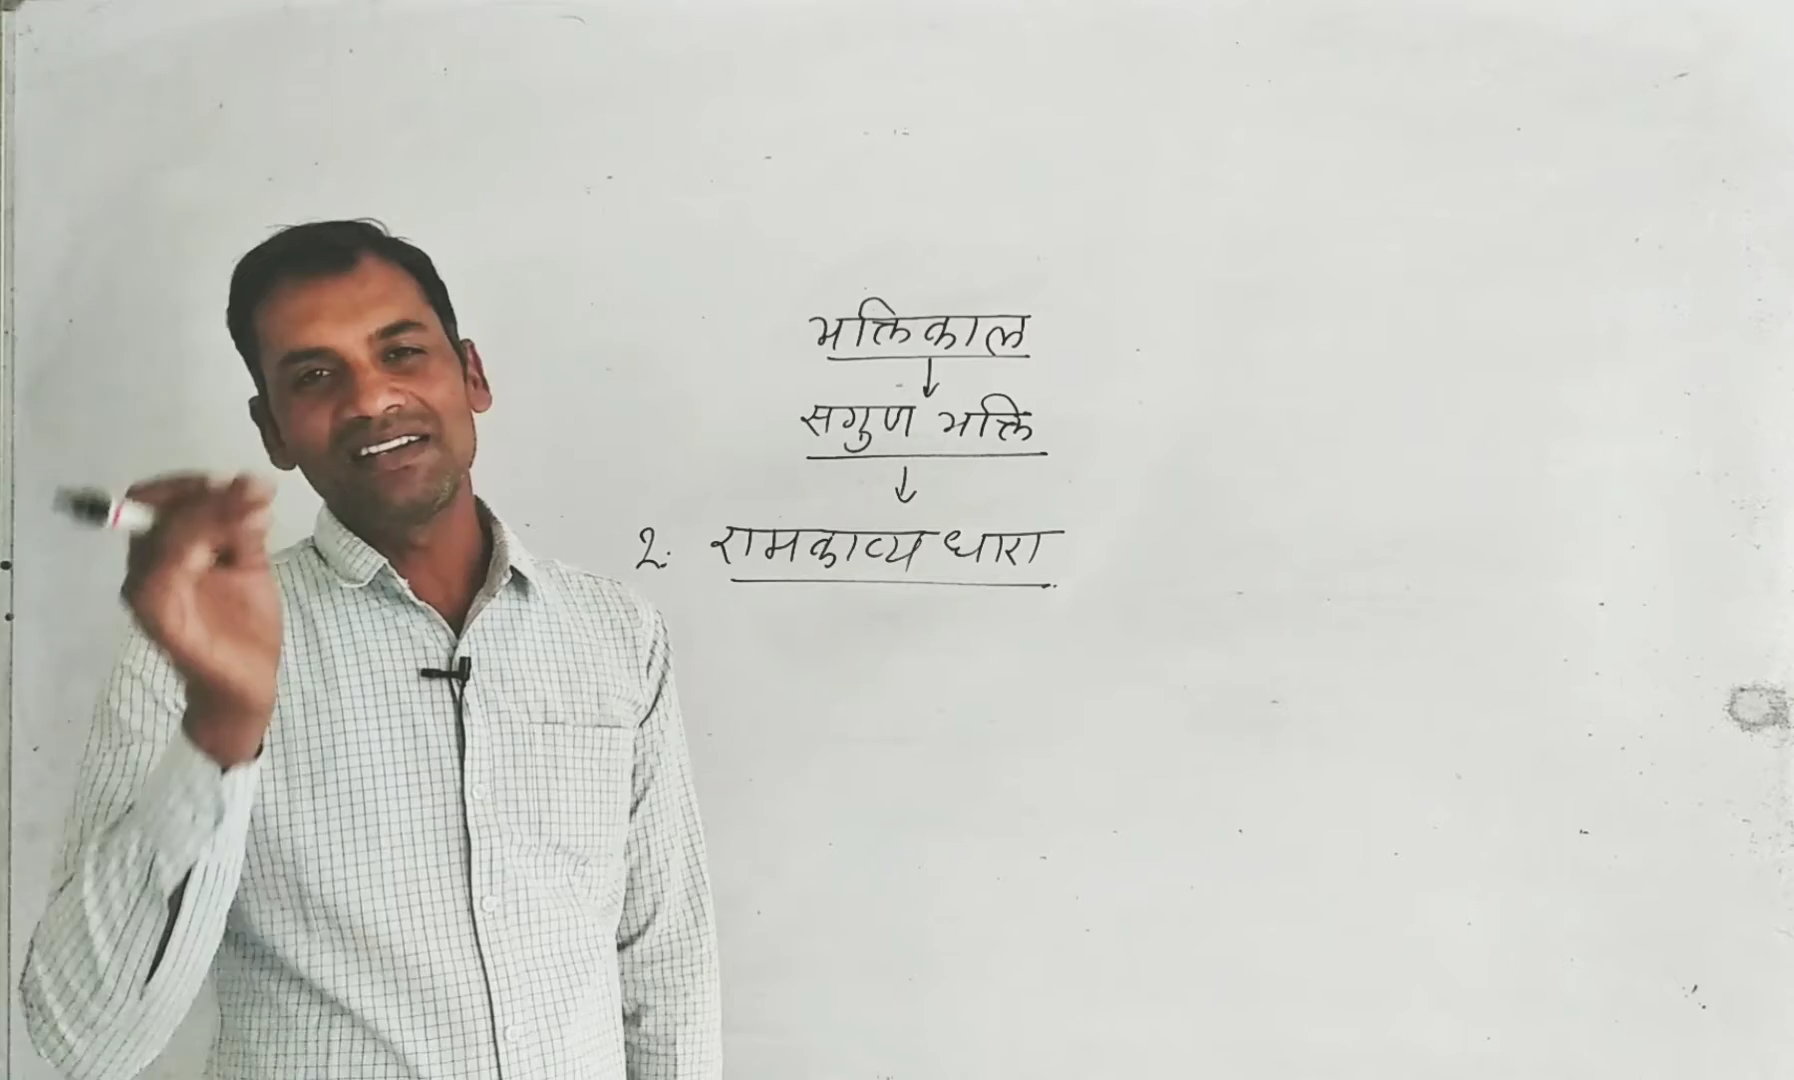 भक्तिकाल
↓
सगुण भक्ति
↓
2. रामकाव्य धारा